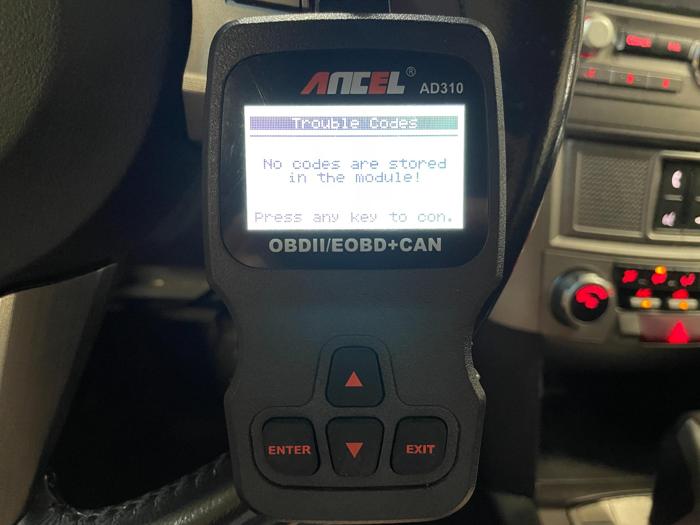 ANCEL®
AD310
Trouble Codes
No codes are stored
in the module!
Press any key to con.
OBDII/EOBD+CAN
ENTER
EXIT